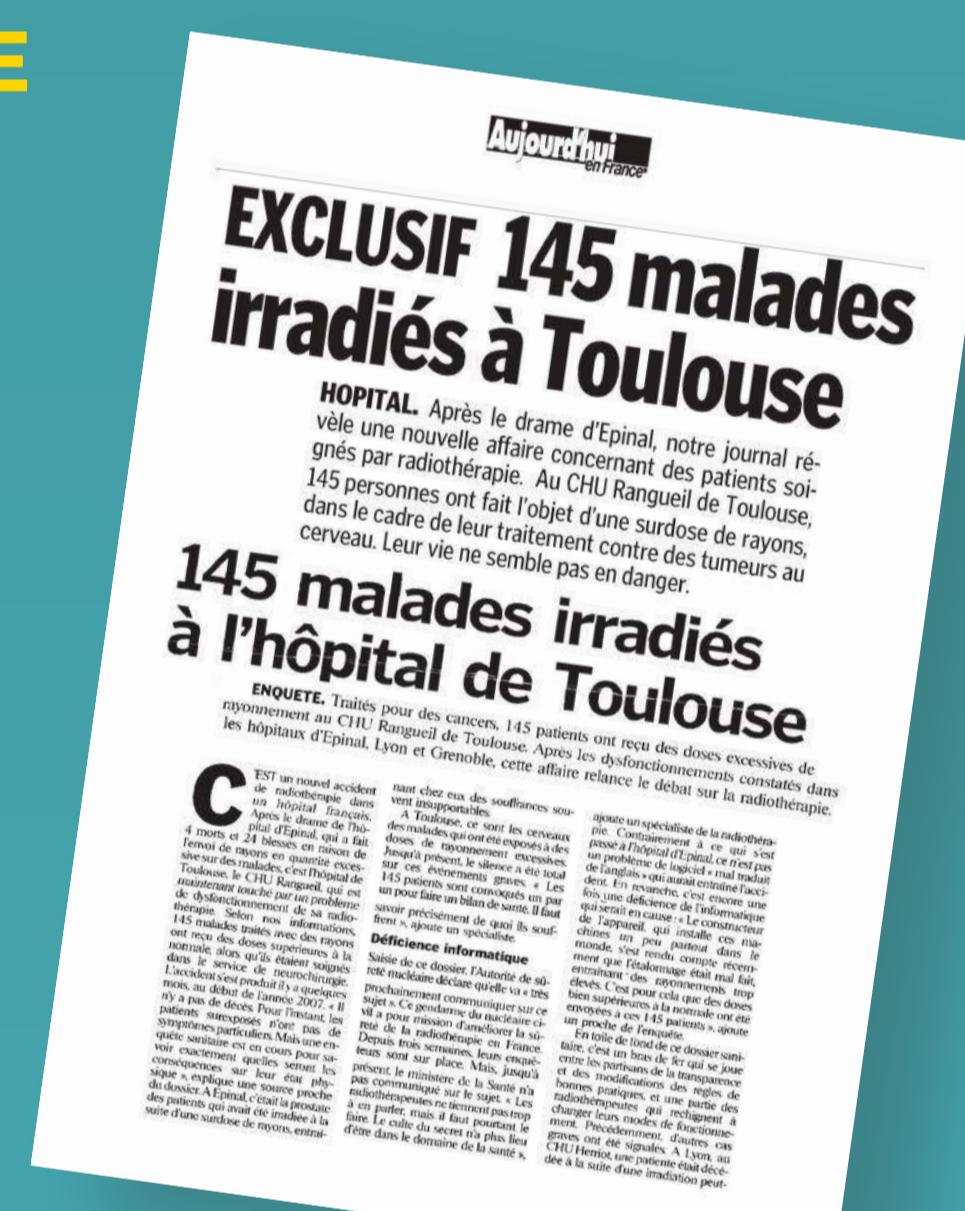 E
Aujourd'hui
en France
EXCLUSIF 145 malades
irradiés à Toulouse
HOPITAL. Après le drame d'Epinal, notre journal ré-
vèle une nouvelle affaire concernant des patients soi-
gnés par radiothérapie. Au CHU Rangueil de Toulouse,
145 personnes ont fait l'objet d'une surdose de rayons,
dans le cadre de leur traitement contre des tumeurs au
cerveau. Leur vie ne semble pas en danger.
145 malades irradiés
à l'hôpital de Toulouse
ENQUETE. Traités pour des cancers, 145 patients ont reçu des doses excessives de
rayonnement au CHU Rangueil de Toulouse. Après les dysfonctionnements constatés dans
les hôpitaux d'Epinal, Lyon et Grenoble, cette affaire relance le débat sur la radiothérapie.
C'EST un nouvel accident
de radiothérapie dans
un hôpital français.
Après le drame de l'hô-
pital d'Epinal, qui a fait
4 morts et 24 blessés en raison de
l'envoi de rayons en quantité exces-
sive sur des malades, c'est l'hôpital de
Toulouse, le CHU Rangueil, qui est
maintenant touché par un problème
de dysfonctionnement de sa radio-
thérapie. Selon nos informations,
145 malades traités avec des rayons
ont reçu des doses supérieures à la
normale, alors qu'ils étaient soignés
dans le service de neurochirurgie.
L'accident s'est produit il y a quelques
mois, au début de l'année 2007. « Il
n'y a pas de décès. Pour l'instant, les
patients surexposés n'ont pas de
symptômes particuliers. Mais une en-
quête sanitaire est en cours pour sa-
voir exactement quelles seront les
conséquences sur leur état phy-
sique », explique une source proche
du dossier. A Epinal, c'était la prostate
des patients qui avait été irradiée à la
suite d'une surdose de rayons, entraî-
nant chez eux des souffrances sou-
vent insupportables.
A Toulouse, ce sont les cerveaux
des malades qui ont été exposés à des
doses de rayonnement excessives.
Jusqu'à présent, le silence a été total
sur ces événements graves. « Les
145 patients sont convoqués un par
un pour faire un bilan de santé. Il faut
savoir précisément de quoi ils souf-
frent », ajoute un spécialiste.
Déficience informatique
Saisie de ce dossier, l'Autorité de sû-
reté nucléaire déclare qu'elle va « très
prochainement communiquer sur ce
sujet ». Ce gendarme du nucléaire ci-
vil a pour mission d'améliorer la sû-
reté de la radiothérapie en France.
Depuis trois semaines, leurs enquê-
teurs sont sur place. Mais, jusqu'à
présent, le ministère de la Santé n'a
pas communiqué sur le sujet. « Les
radiothérapeutes ne tiennent pas trop
à en parler, mais il faut pourtant le
faire. Le culte du secret n'a plus lieu
d'être dans le domaine de la santé »,
ajoute un spécialiste de la radiothéra-
pie. Contrairement à ce qui s'est
passé à l'hôpital d'Epinal, ce n'est pas
un problème de logiciel « mal traduit
de l'anglais » qui aurait entraîné l'acci-
dent. En revanche, c'est encore une
fois une déficience de l'informatique
qui serait en cause : « Le constructeur
de l'appareil, qui installe ces ma-
chines un peu partout dans le
monde, s'est rendu compte récem-
ment que l'étalonnage était mal fait,
entraînant des rayonnements trop
élevés. C'est pour cela que des doses
bien supérieures à la normale ont été
envoyées à ces 145 patients », ajoute
un proche de l'enquête.
En toile de fond de ce dossier sani-
taire, c'est un bras de fer qui se joue
entre les partisans de la transparence
et des modifications des règles de
bonnes pratiques, et une partie des
radiothérapeutes qui rechignent à
changer leurs modes de fonctionne-
ment. Précédemment, d'autres cas
graves ont été signalés. A Lyon, au
CHU Herriot, une patiente était décé-
dée à la suite d'une irradiation peut-